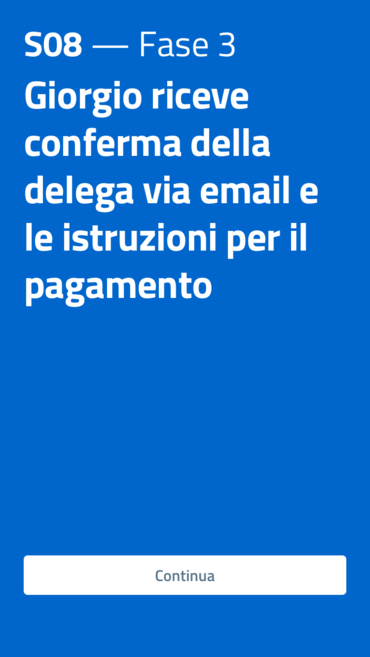 S08 — Fase 3
Giorgio riceve
conferma della
delega via email e
le istruzioni per il
pagamento
Continua